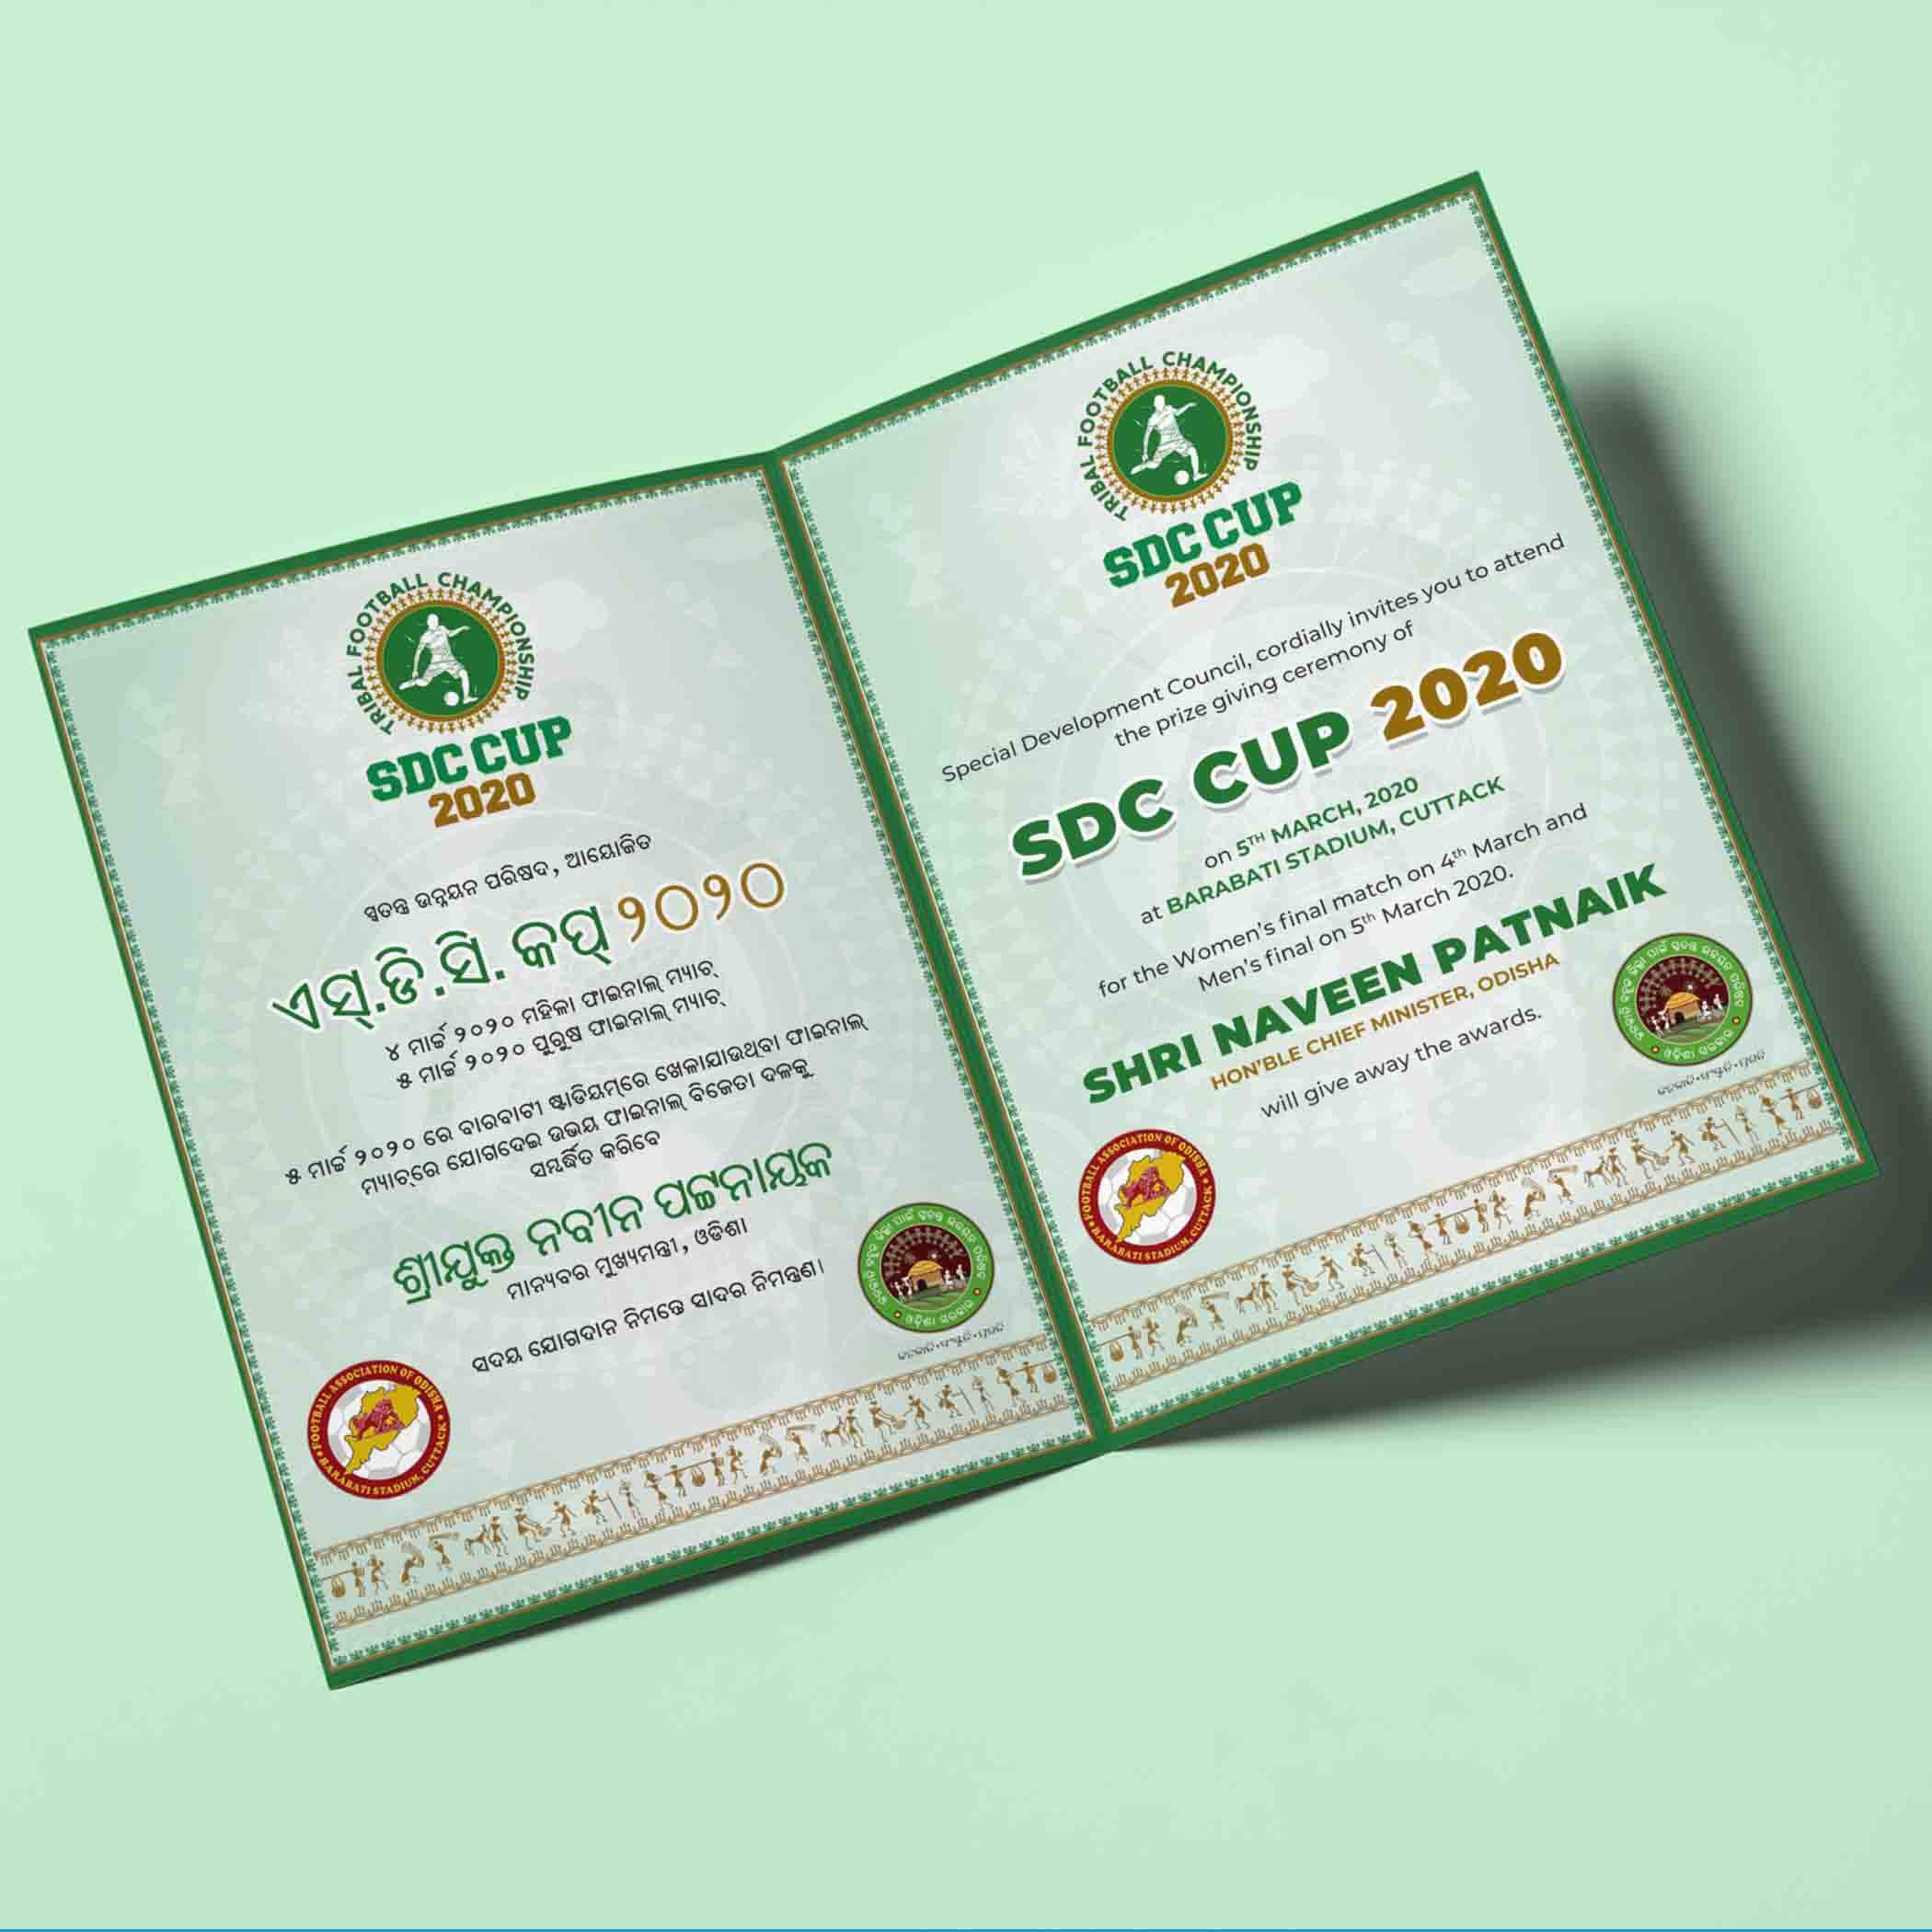 TRIBAL FOOTBALL CHAMPIONSHIP
SDC CUP
2020
ସ୍ୱତନ୍ତ୍ର ଉନ୍ନୟନ ପରିଷଦ, ଆୟୋଜିତ
ଏସ୍.ଡି.ସି. କପ୍ ୨୦୨୦
୪ ମାର୍ଚ୍ଚ ୨୦୨୦ ମହିଳା ଫାଇନାଲ୍ ମ୍ୟାଚ୍
୫ ମାର୍ଚ୍ଚ ୨୦୨୦ ପୁରୁଷ ଫାଇନାଲ୍ ମ୍ୟାଚ୍
୫ ମାର୍ଚ୍ଚ ୨୦୨୦ ରେ ବାରବାଟୀ ଷ୍ଟାଡିୟମ୍‌ରେ ଖେଳାଯାଉଥିବା ଫାଇନାଲ୍
ମ୍ୟାଚ୍‌ରେ ଯୋଗଦେଇ ଉଭୟ ଫାଇନାଲ୍ ବିଜେତା ଦଳକୁ
ସମ୍ବର୍ଦ୍ଧିତ କରିବେ
ଶ୍ରୀଯୁକ୍ତ ନବୀନ ପଟ୍ଟନାୟକ
ମାନ୍ୟବର ମୁଖ୍ୟମନ୍ତ୍ରୀ, ଓଡିଶା
ସଦୟ ଯୋଗଦାନ ନିମନ୍ତେ ସାଦର ନିମନ୍ତ୍ରଣ।
FOOTBALL ASSOCIATION OF ODISHA
BARABATI STADIUM, CUTTACK
ଓଡ଼ିଶା ସରକାର
TRIBAL FOOTBALL CHAMPIONSHIP
SDC CUP
2020
Special Development Council, cordially invites you to attend
the prize giving ceremony of
SDC CUP 2020
on 5TH MARCH, 2020
at BARABATI STADIUM, CUTTACK
for the Women's final match on 4th March and
Men's final on 5th March 2020.
SHRI NAVEEN PATNAIK
HON'BLE CHIEF MINISTER, ODISHA
will give away the awards.
FOOTBALL ASSOCIATION OF ODISHA
BARABATI STADIUM, CUTTACK
ଓଡ଼ିଶା ସରକାର